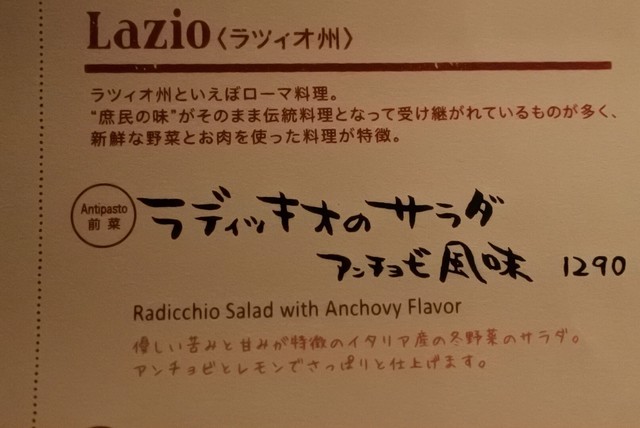 Lazio〈ラツィオ州〉
ラツィオ州といえばローマ料理。
“庶民の味”がそのまま伝統料理となって受け継がれているものが多く、
新鮮な野菜とお肉を使った料理が特徴。
Antipasto
前菜
ラディッキオのサラダ
アンチョビ風味 1290
Radicchio Salad with Anchovy Flavor
優しい苦みと甘みが特徴のイタリア産の冬野菜のサラダ。
アンチョビとレモンでさっぱりと仕上げます。